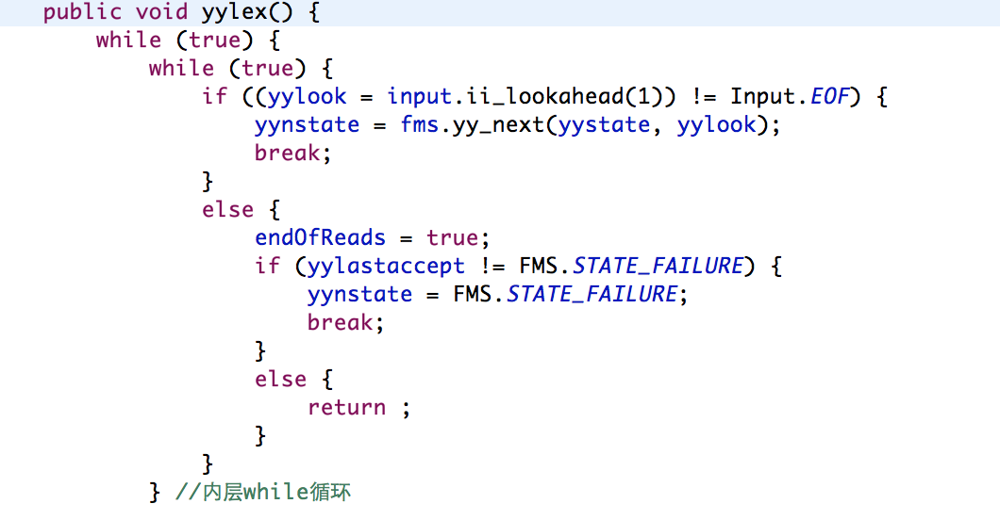 public void yylex() {
while (true) {
while (true) {
if ((yylook = input.ii_lookahead(1)) != Input.EOF) {
yynstate = fms.yy_next(yystate, yylook);
break;
}
else {
endOfReads = true;
if (yylastaccept != FMS.STATE_FAILURE) {
yynstate = FMS.STATE_FAILURE;
break;
}
else {
return ;
}
}
} //内层while循环